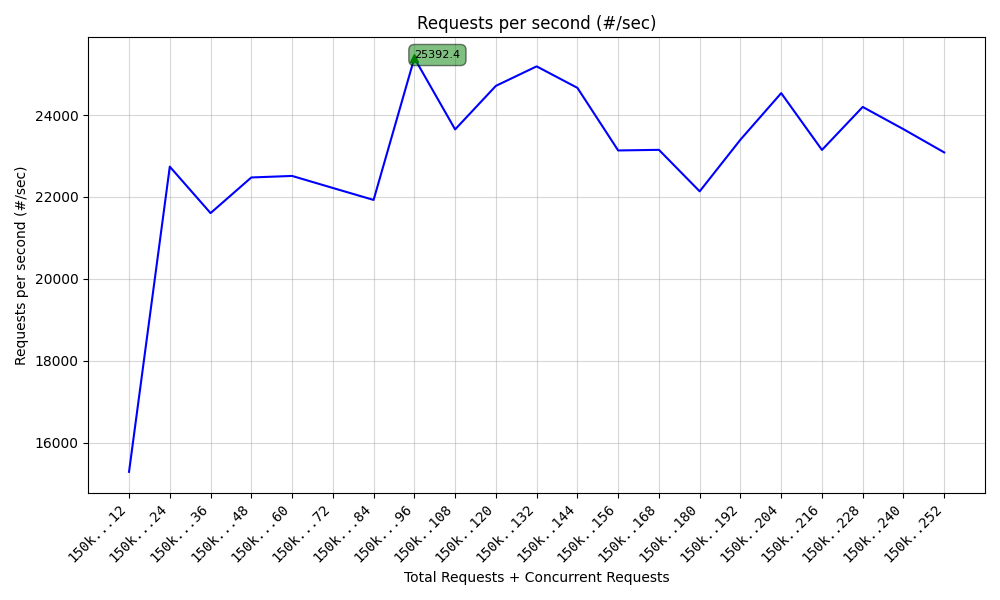 Requests per second (#/sec)
25392.4
24000
22000
20000
18000
16000
Requests per second (#/sec)
150k...12
150k...24
150k...36
150k...48
150k...60
150k...72
150k...84
150k...96
150k..108
150k..120
150k..132
150k..144
150k..156
150k..168
150k..180
150k..192
150k..204
150k..216
150k..228
150k..240
150k..252
Total Requests + Concurrent Requests